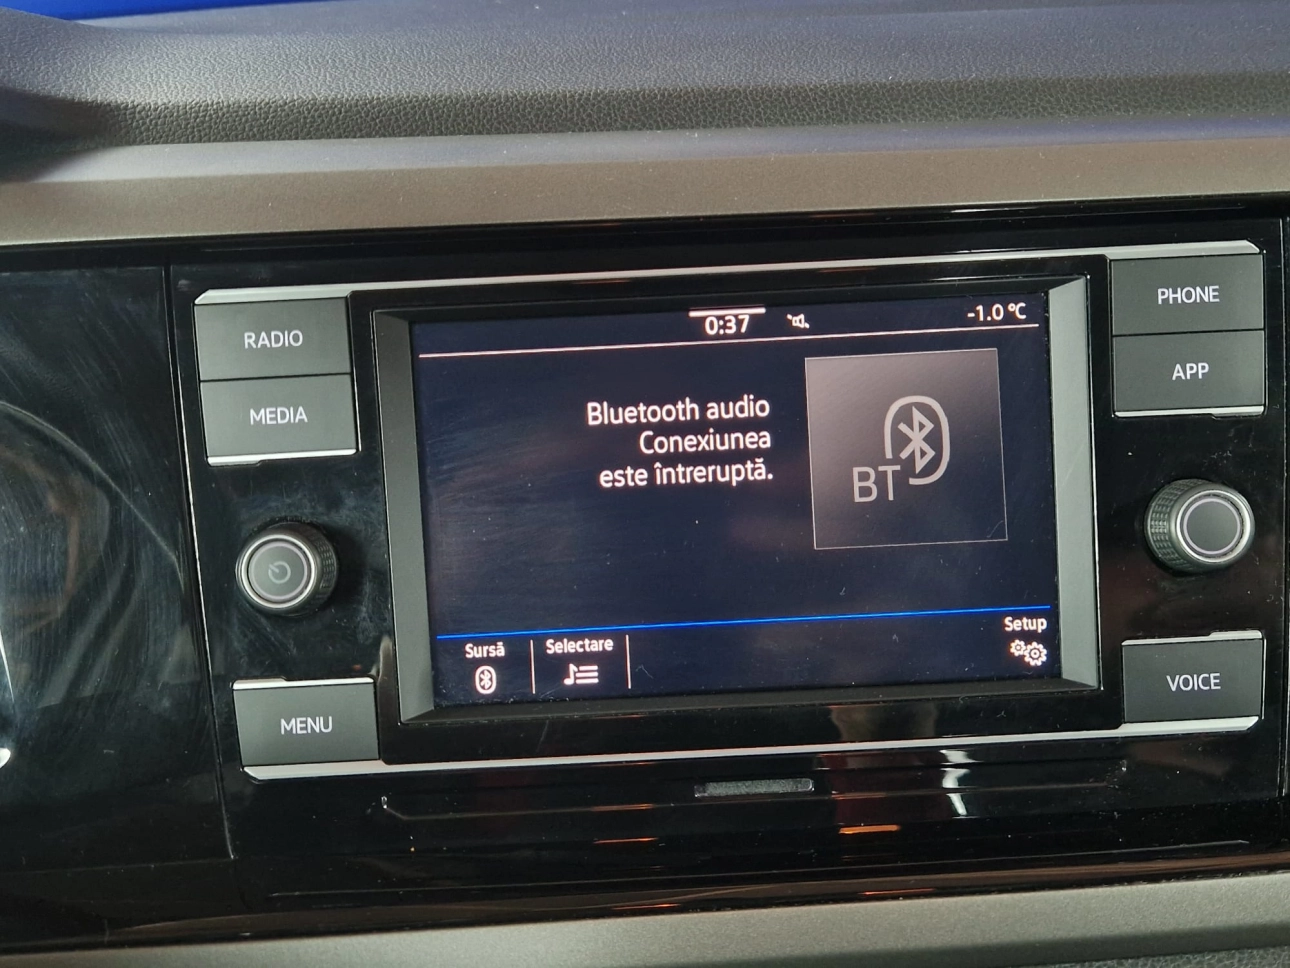 RADIO
MEDIA
MENU
0:37
-1.0 °C
Bluetooth audio
Conexiunea
este întreruptă.
BT
Sursă
Selectare
Setup
PHONE
APP
VOICE